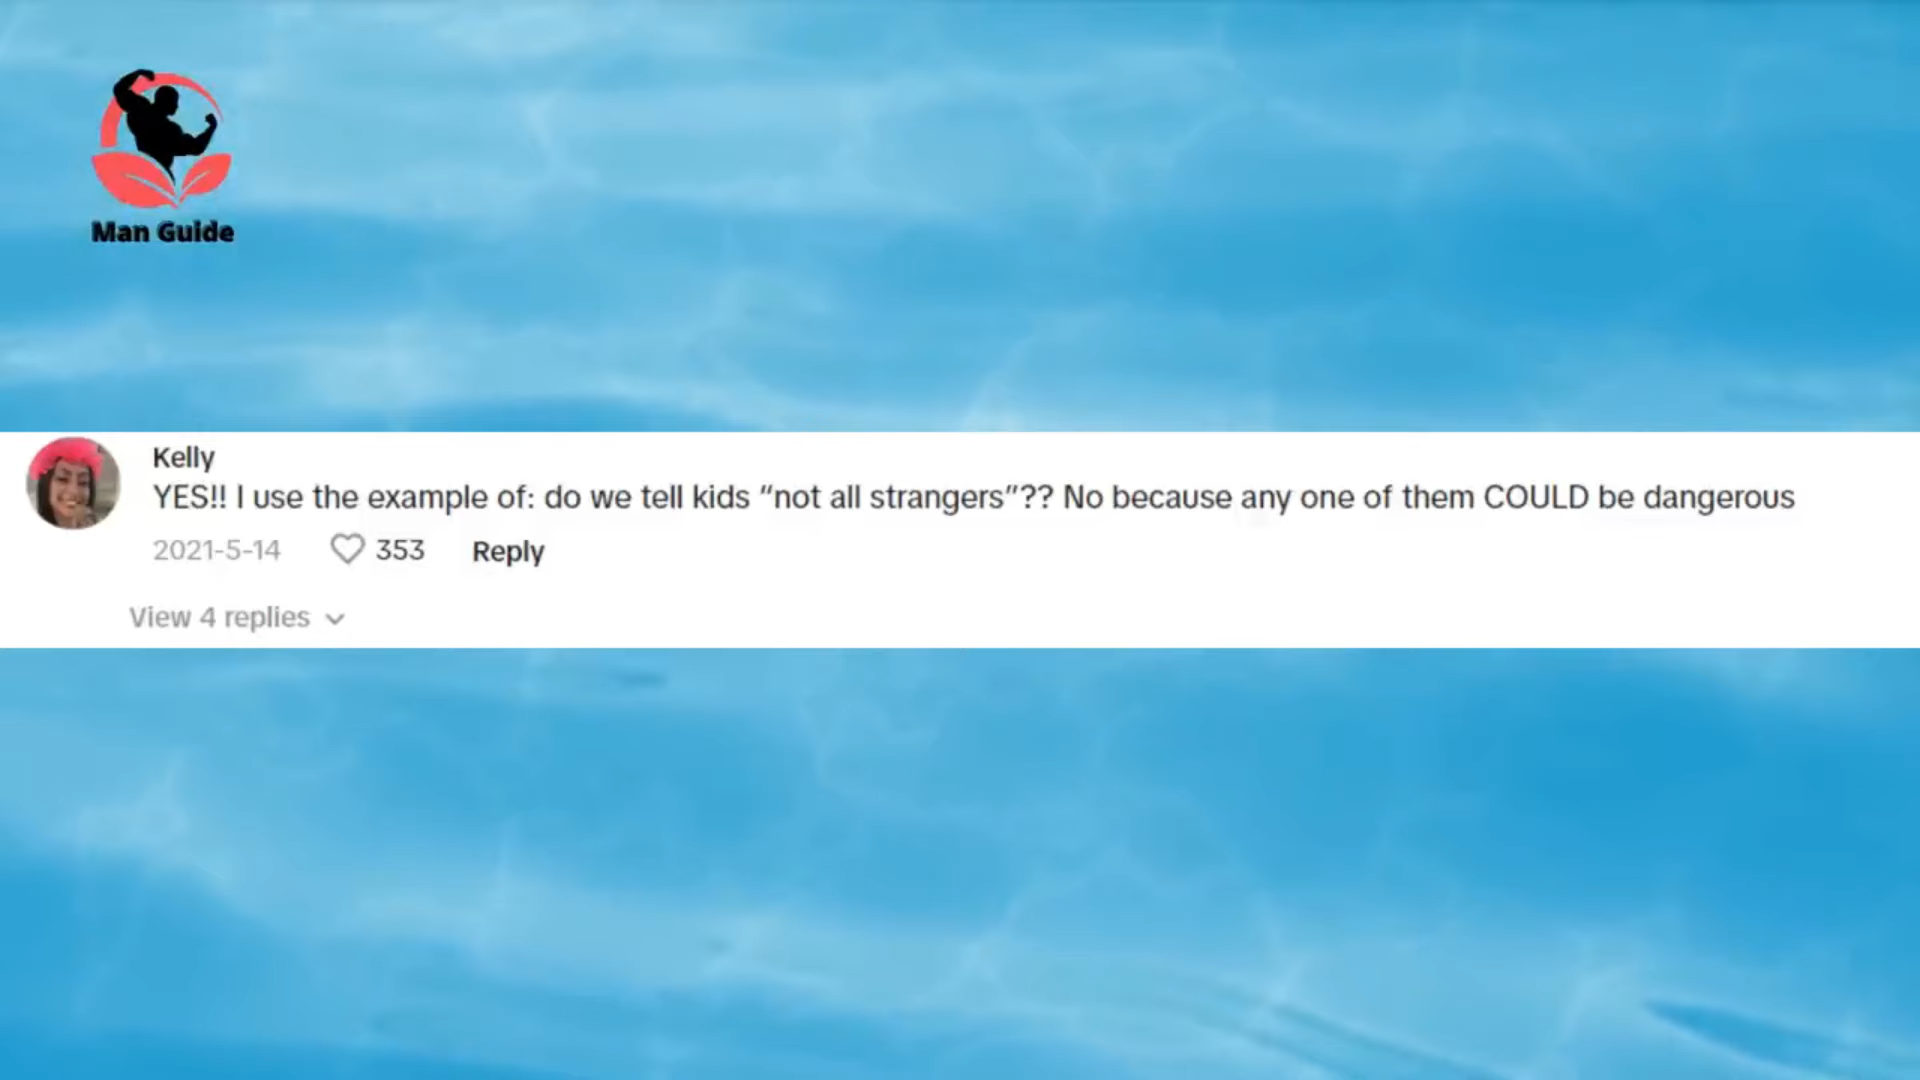 Man Guide
Kelly
YES!! I use the example of: do we tell kids “not all strangers”?? No because any one of them COULD be dangerous
2021-5-14 353 Reply
View 4 replies